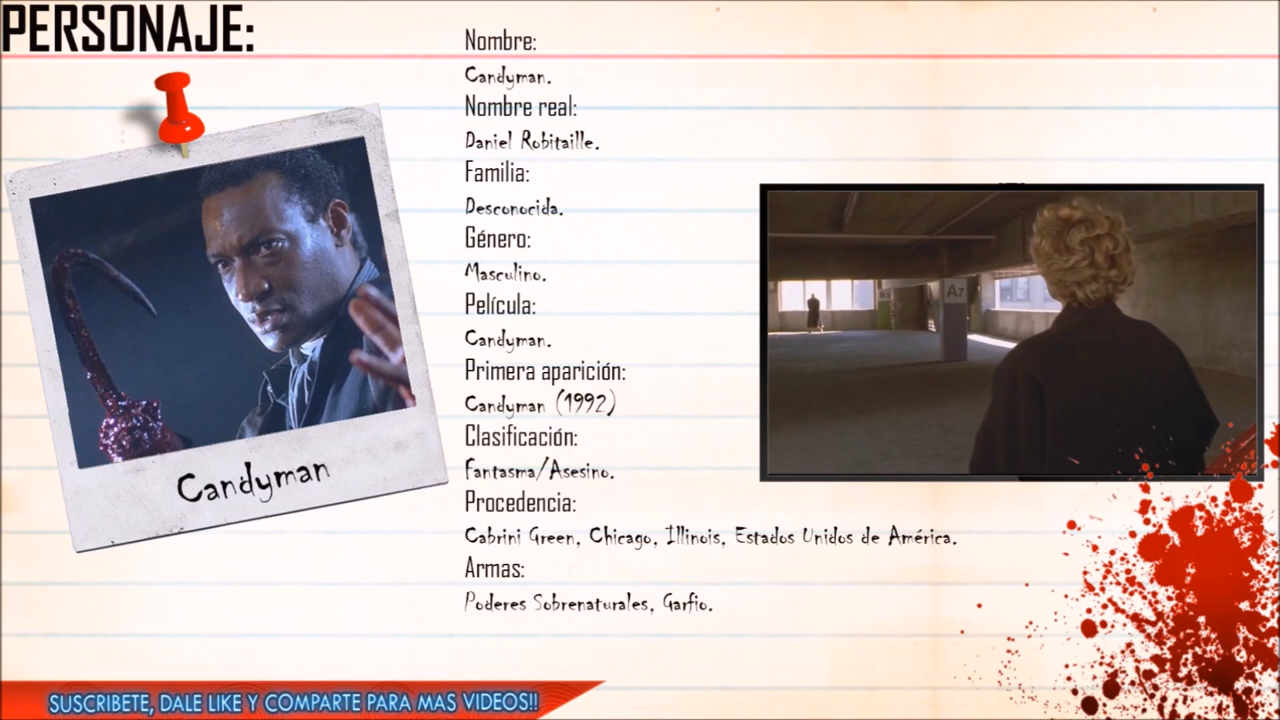 PERSONAJE:
Nombre:
Candyman.
Nombre real:
Daniel Robitaille.
Familia:
Desconocida.
Género:
Masculino.
Película:
Candyman.
Primera aparición:
Candyman (1992)
Clasificación:
Fantasma/Asesino.
Procedencia:
Cabrini Green, Chicago, Illinois, Estados Unidos de América.
Armas:
Poderes Sobrenaturales, Garfio.
Candyman
A7
SUSCRIBETE, DALE LIKE Y COMPARTE PARA MAS VIDEOS!!